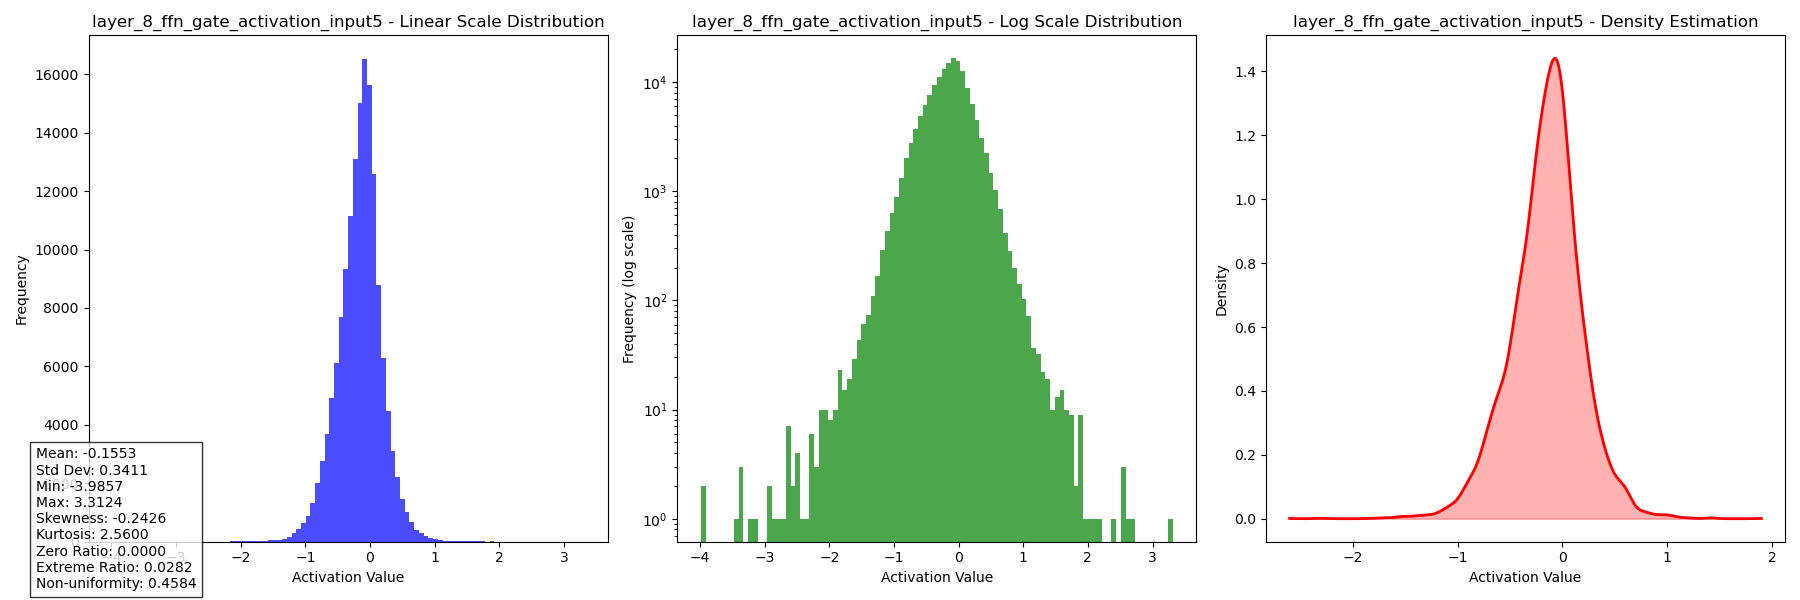 layer_8_ffn_gate_activation_input5 - Linear Scale Distribution
16000
14000
12000
10000
8000
6000
4000
2000
0
Frequency
−4 −3 −2 −1 0 1 2 3
Activation Value
Mean: -0.1553
Std Dev: 0.3411
Min: -3.9857
Max: 3.3124
Skewness: -0.2426
Kurtosis: 2.5600
Zero Ratio: 0.0000
Extreme Ratio: 0.0282
Non-uniformity: 0.4584
layer_8_ffn_gate_activation_input5 - Log Scale Distribution
10⁴
10³
10²
10¹
10⁰
Frequency (log scale)
−4 −3 −2 −1 0 1 2 3
Activation Value
layer_8_ffn_gate_activation_input5 - Density Estimation
1.4
1.2
1.0
0.8
0.6
0.4
0.2
0.0
Density
−2 −1 0 1 2
Activation Value